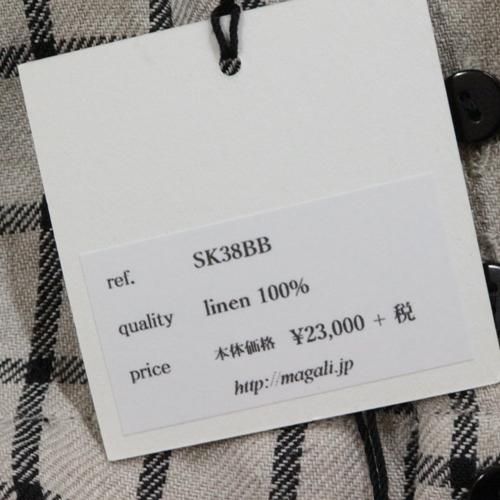 ref. SK38BB
quality linen 100%
price 本体価格 ¥23,000 + 税
http://magali.jp